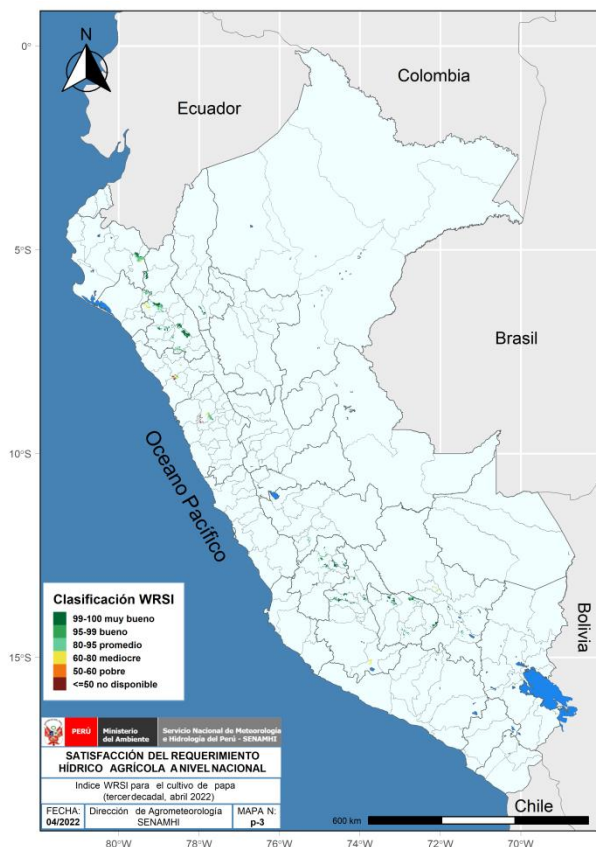 N
0°
Colombia
Ecuador
5°S
Brasil
10°S
Oceano Pacífico
Clasificación WRSI
99-100 muy bueno
95-99 bueno
80-95 promedio
60-80 mediocre
50-60 pobre
<=50 no disponible
Bolivia
15°S
PERÚ
Ministerio
del Ambiente
Servicio Nacional de Meteorología
e Hidrología del Perú - SENAMHI
SATISFACCIÓN DEL REQUERIMIENTO
HÍDRICO AGRÍCOLA A NIVEL NACIONAL
Indice WRSI para el cultivo de papa
(tercer decadal, abril 2022)
FECHA:
04/2022
Dirección de Agrometeorología
SENAMHI
MAPA N:
p-3
Chile
600 km
80°W
78°W
76°W
74°W
72°W
70°W